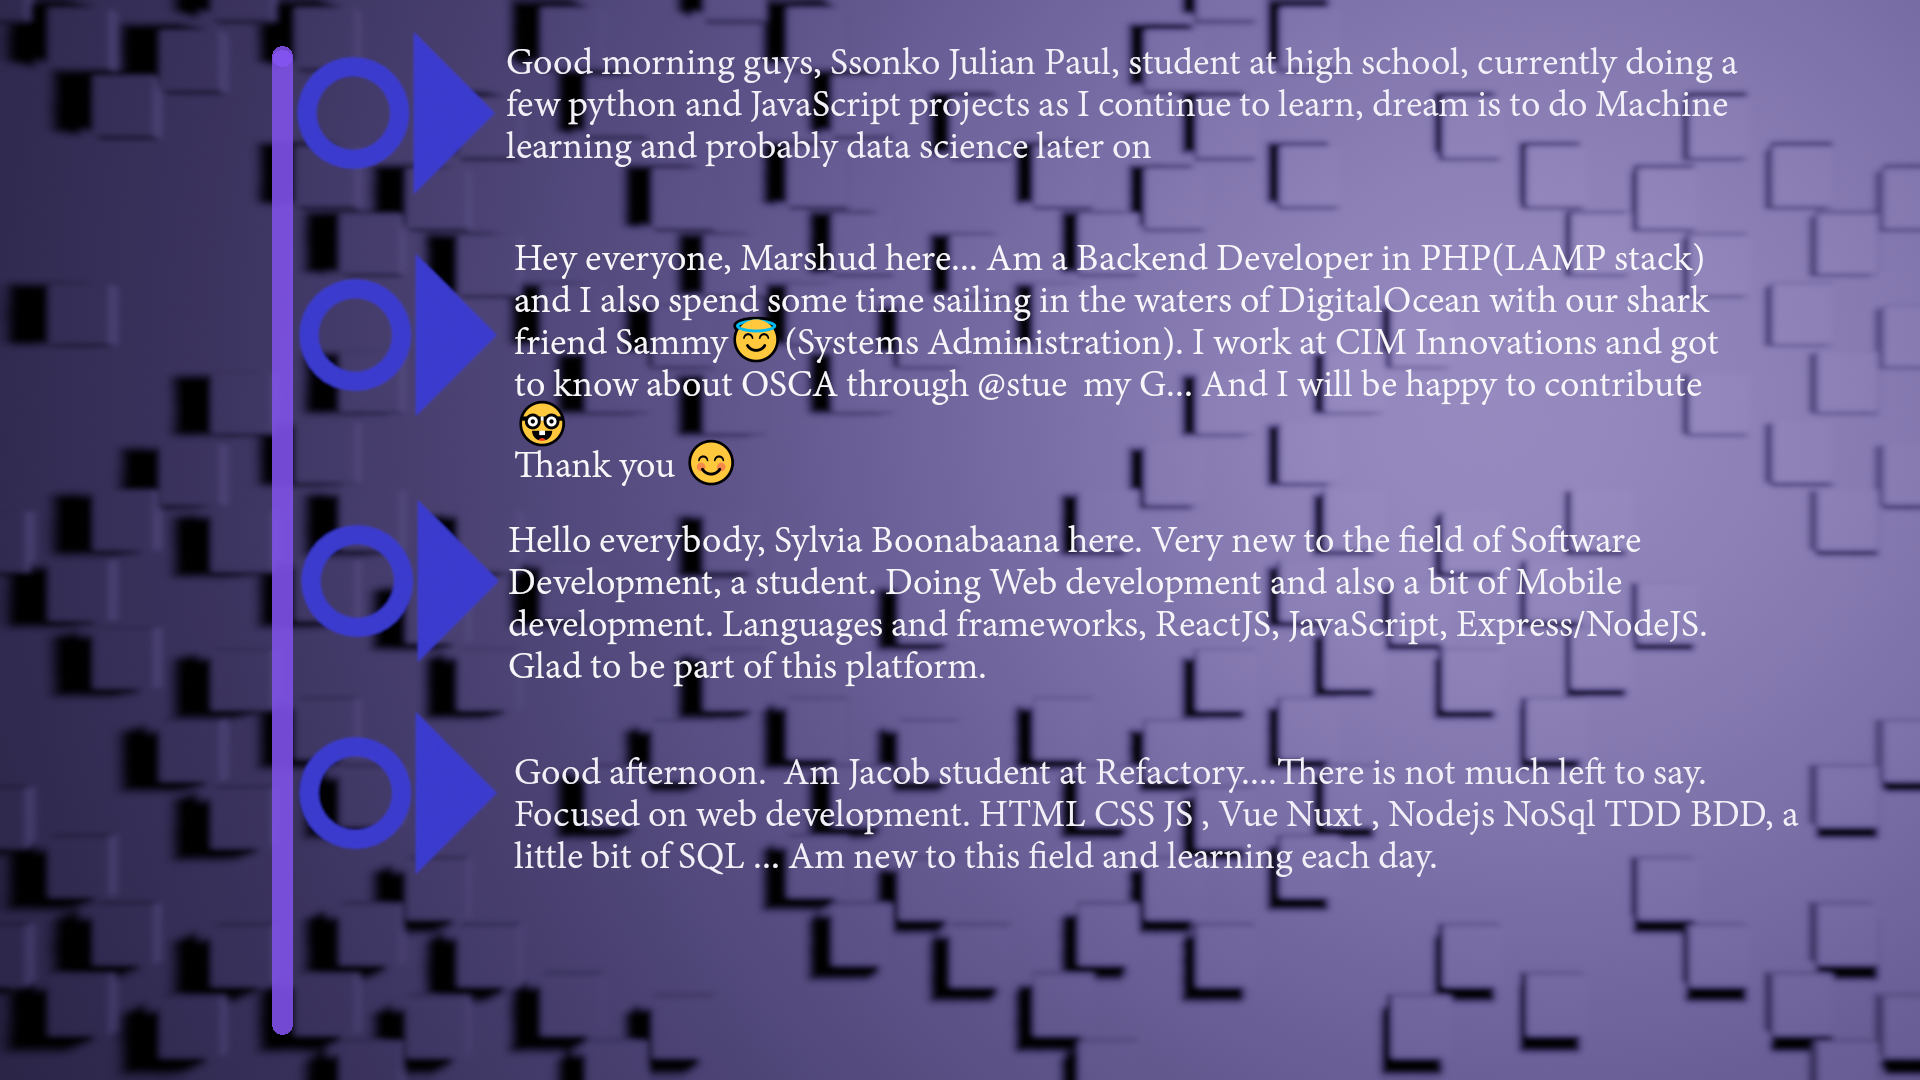 Good morning guys, Ssonko Julian Paul, student at high school, currently doing a
few python and JavaScript projects as I continue to learn, dream is to do Machine
learning and probably data science later on
Hey everyone, Marshud here... Am a Backend Developer in PHP(LAMP stack)
and I also spend some time sailing in the waters of DigitalOcean with our shark
friend Sammy😇(Systems Administration). I work at CIM Innovations and got
to know about OSCA through @stue  my G... And I will be happy to contribute
🤓
Thank you 😊
Hello everybody, Sylvia Boonabaana here. Very new to the field of Software
Development, a student. Doing Web development and also a bit of Mobile
development. Languages and frameworks, ReactJS, JavaScript, Express/NodeJS.
Glad to be part of this platform.
Good afternoon.  Am Jacob student at Refactory....There is not much left to say.
Focused on web development. HTML CSS JS , Vue Nuxt , Nodejs NoSql TDD BDD, a
little bit of SQL ... Am new to this field and learning each day.